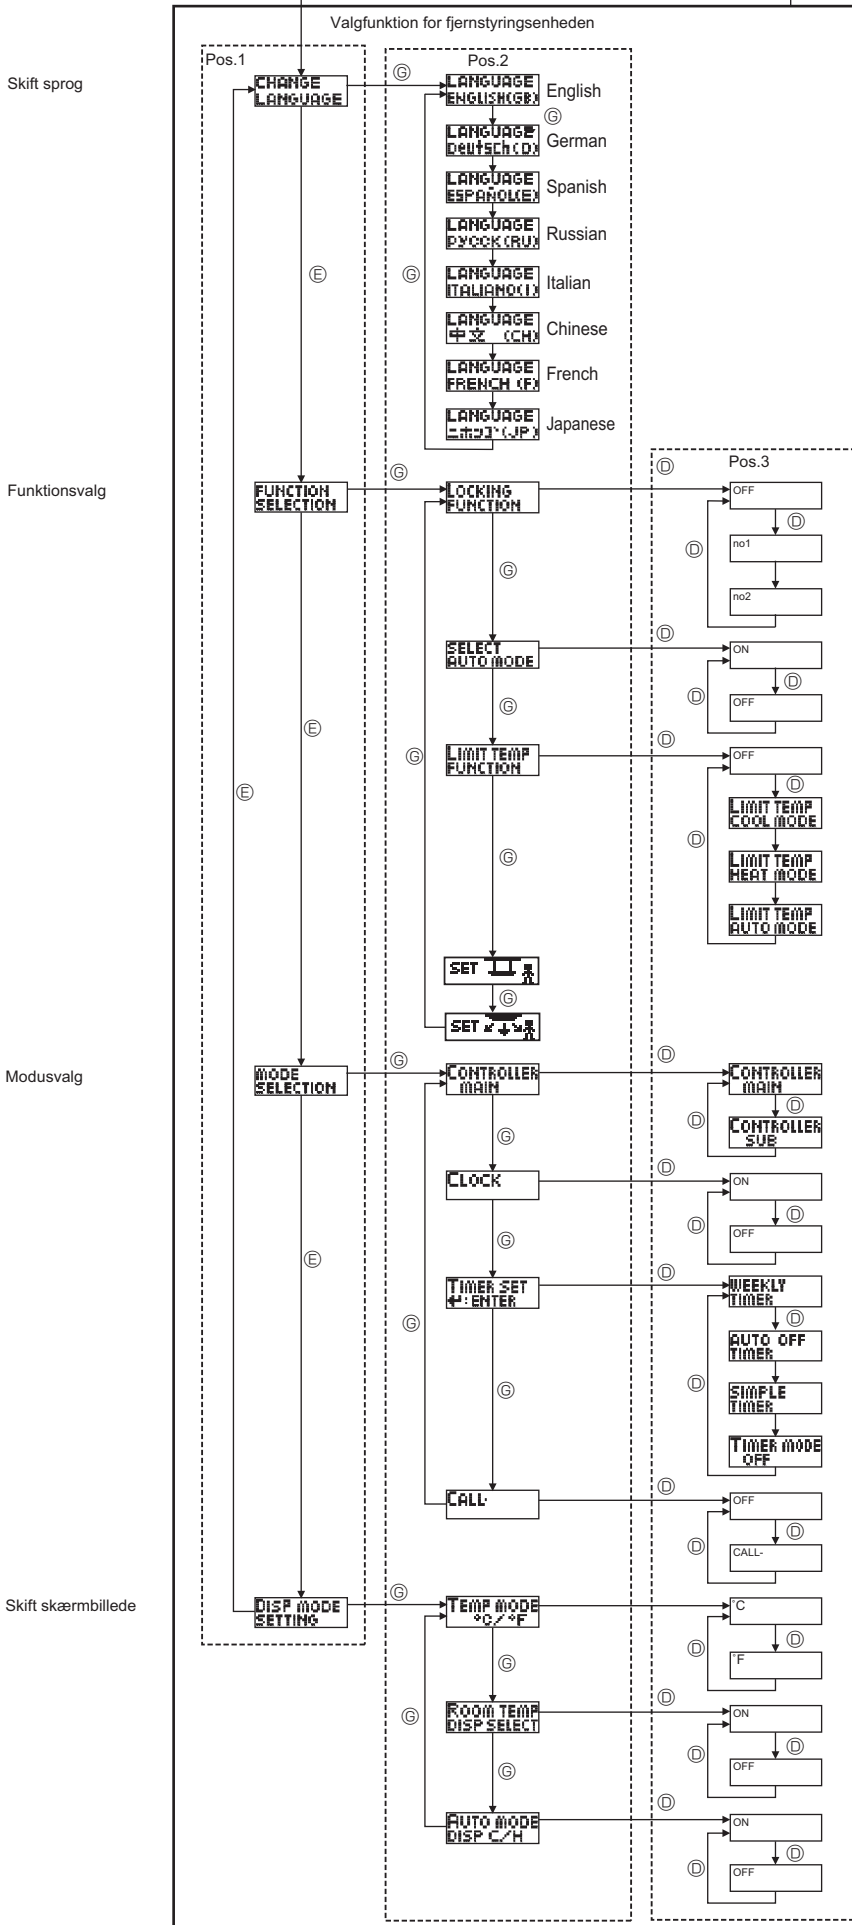 Valgfunktion for fjernstyringsenheden
Pos.1
Pos.2
Skift sprog
CHANGE
LANGUAGE
Ⓖ
LANGUAGE
ENGLISH(GB)
English
Ⓖ
LANGUAGE
Deutsch(D)
German
LANGUAGE
ESPAÑOL(E)
Spanish
LANGUAGE
РУССК(RU)
Russian
Ⓔ
Ⓖ
LANGUAGE
ITALIANO(I)
Italian
LANGUAGE
中文 (CH)
Chinese
LANGUAGE
FRENCH (F)
French
LANGUAGE
ニホンゴ(JP)
Japanese
Pos.3
Funktionsvalg
FUNCTION
SELECTION
Ⓖ
LOCKING
FUNCTION
Ⓓ
OFF
Ⓓ
Ⓓ
no1
no2
Ⓖ
SELECT
AUTO MODE
Ⓓ
ON
Ⓓ
Ⓓ
OFF
Ⓖ
Ⓔ
Ⓖ
LIMIT TEMP
FUNCTION
Ⓓ
OFF
Ⓓ
Ⓔ
LIMIT TEMP
COOL MODE
Ⓓ
LIMIT TEMP
HEAT MODE
Ⓖ
LIMIT TEMP
AUTO MODE
SET
Ⓖ
SET
Modusvalg
MODE
SELECTION
Ⓖ
CONTROLLER
MAIN
Ⓓ
CONTROLLER
MAIN
Ⓓ
Ⓓ
CONTROLLER
SUB
Ⓖ
CLOCK
Ⓓ
ON
Ⓓ
Ⓓ
OFF
Ⓖ
Ⓔ
TIMER SET
↵:ENTER
Ⓓ
WEEKLY
TIMER
Ⓓ
Ⓖ
AUTO OFF
TIMER
Ⓓ
SIMPLE
TIMER
Ⓖ
TIMER MODE
OFF
CALL-
Ⓓ
OFF
Ⓓ
Ⓓ
CALL-
Skift skærmbillede
DISP MODE
SETTING
Ⓖ
TEMP MODE
°C/°F
°C
Ⓓ
Ⓓ
°F
Ⓖ
Ⓖ
ROOM TEMP
DISP SELECT
Ⓓ
ON
Ⓓ
Ⓓ
OFF
Ⓖ
AUTO MODE
DISP C/H
Ⓓ
ON
Ⓓ
Ⓓ
OFF